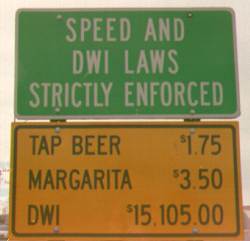 SPEED AND
DWI LAWS
STRICTLY ENFORCED
TAP BEER $1.75
MARGARITA $3.50
DWI $15,105.00